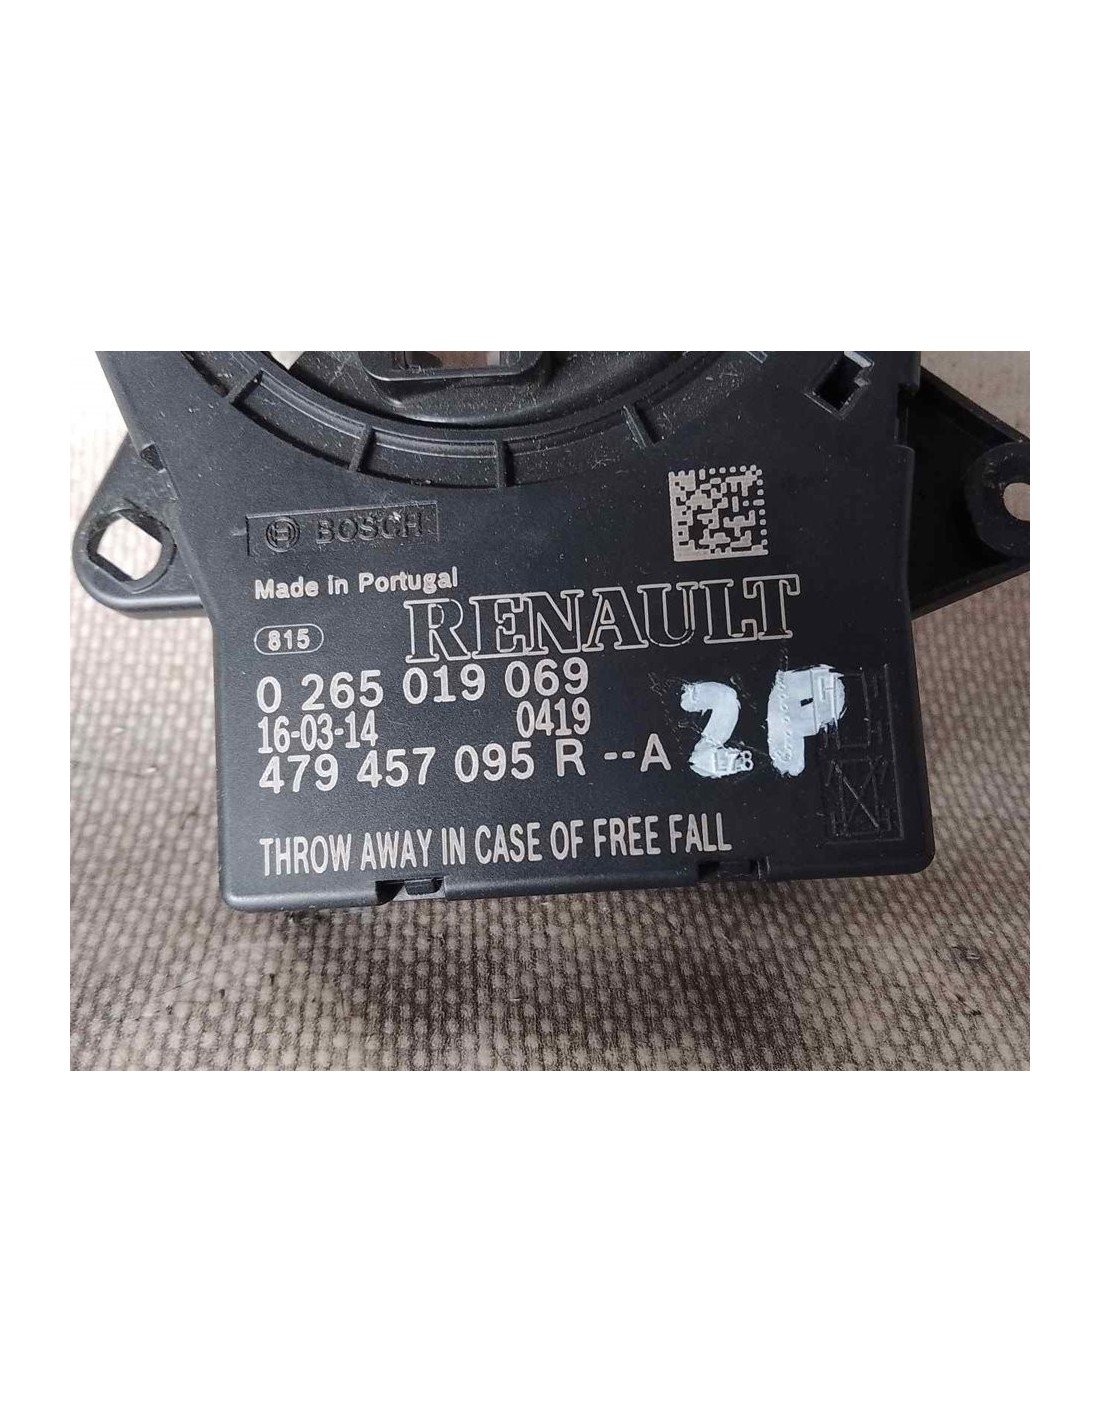 BOSCH
Made in Portugal
RENAULT
815
0 265 019 069
16-03-14 0419
479 457 095 R --A
2P
THROW AWAY IN CASE OF FREE FALL